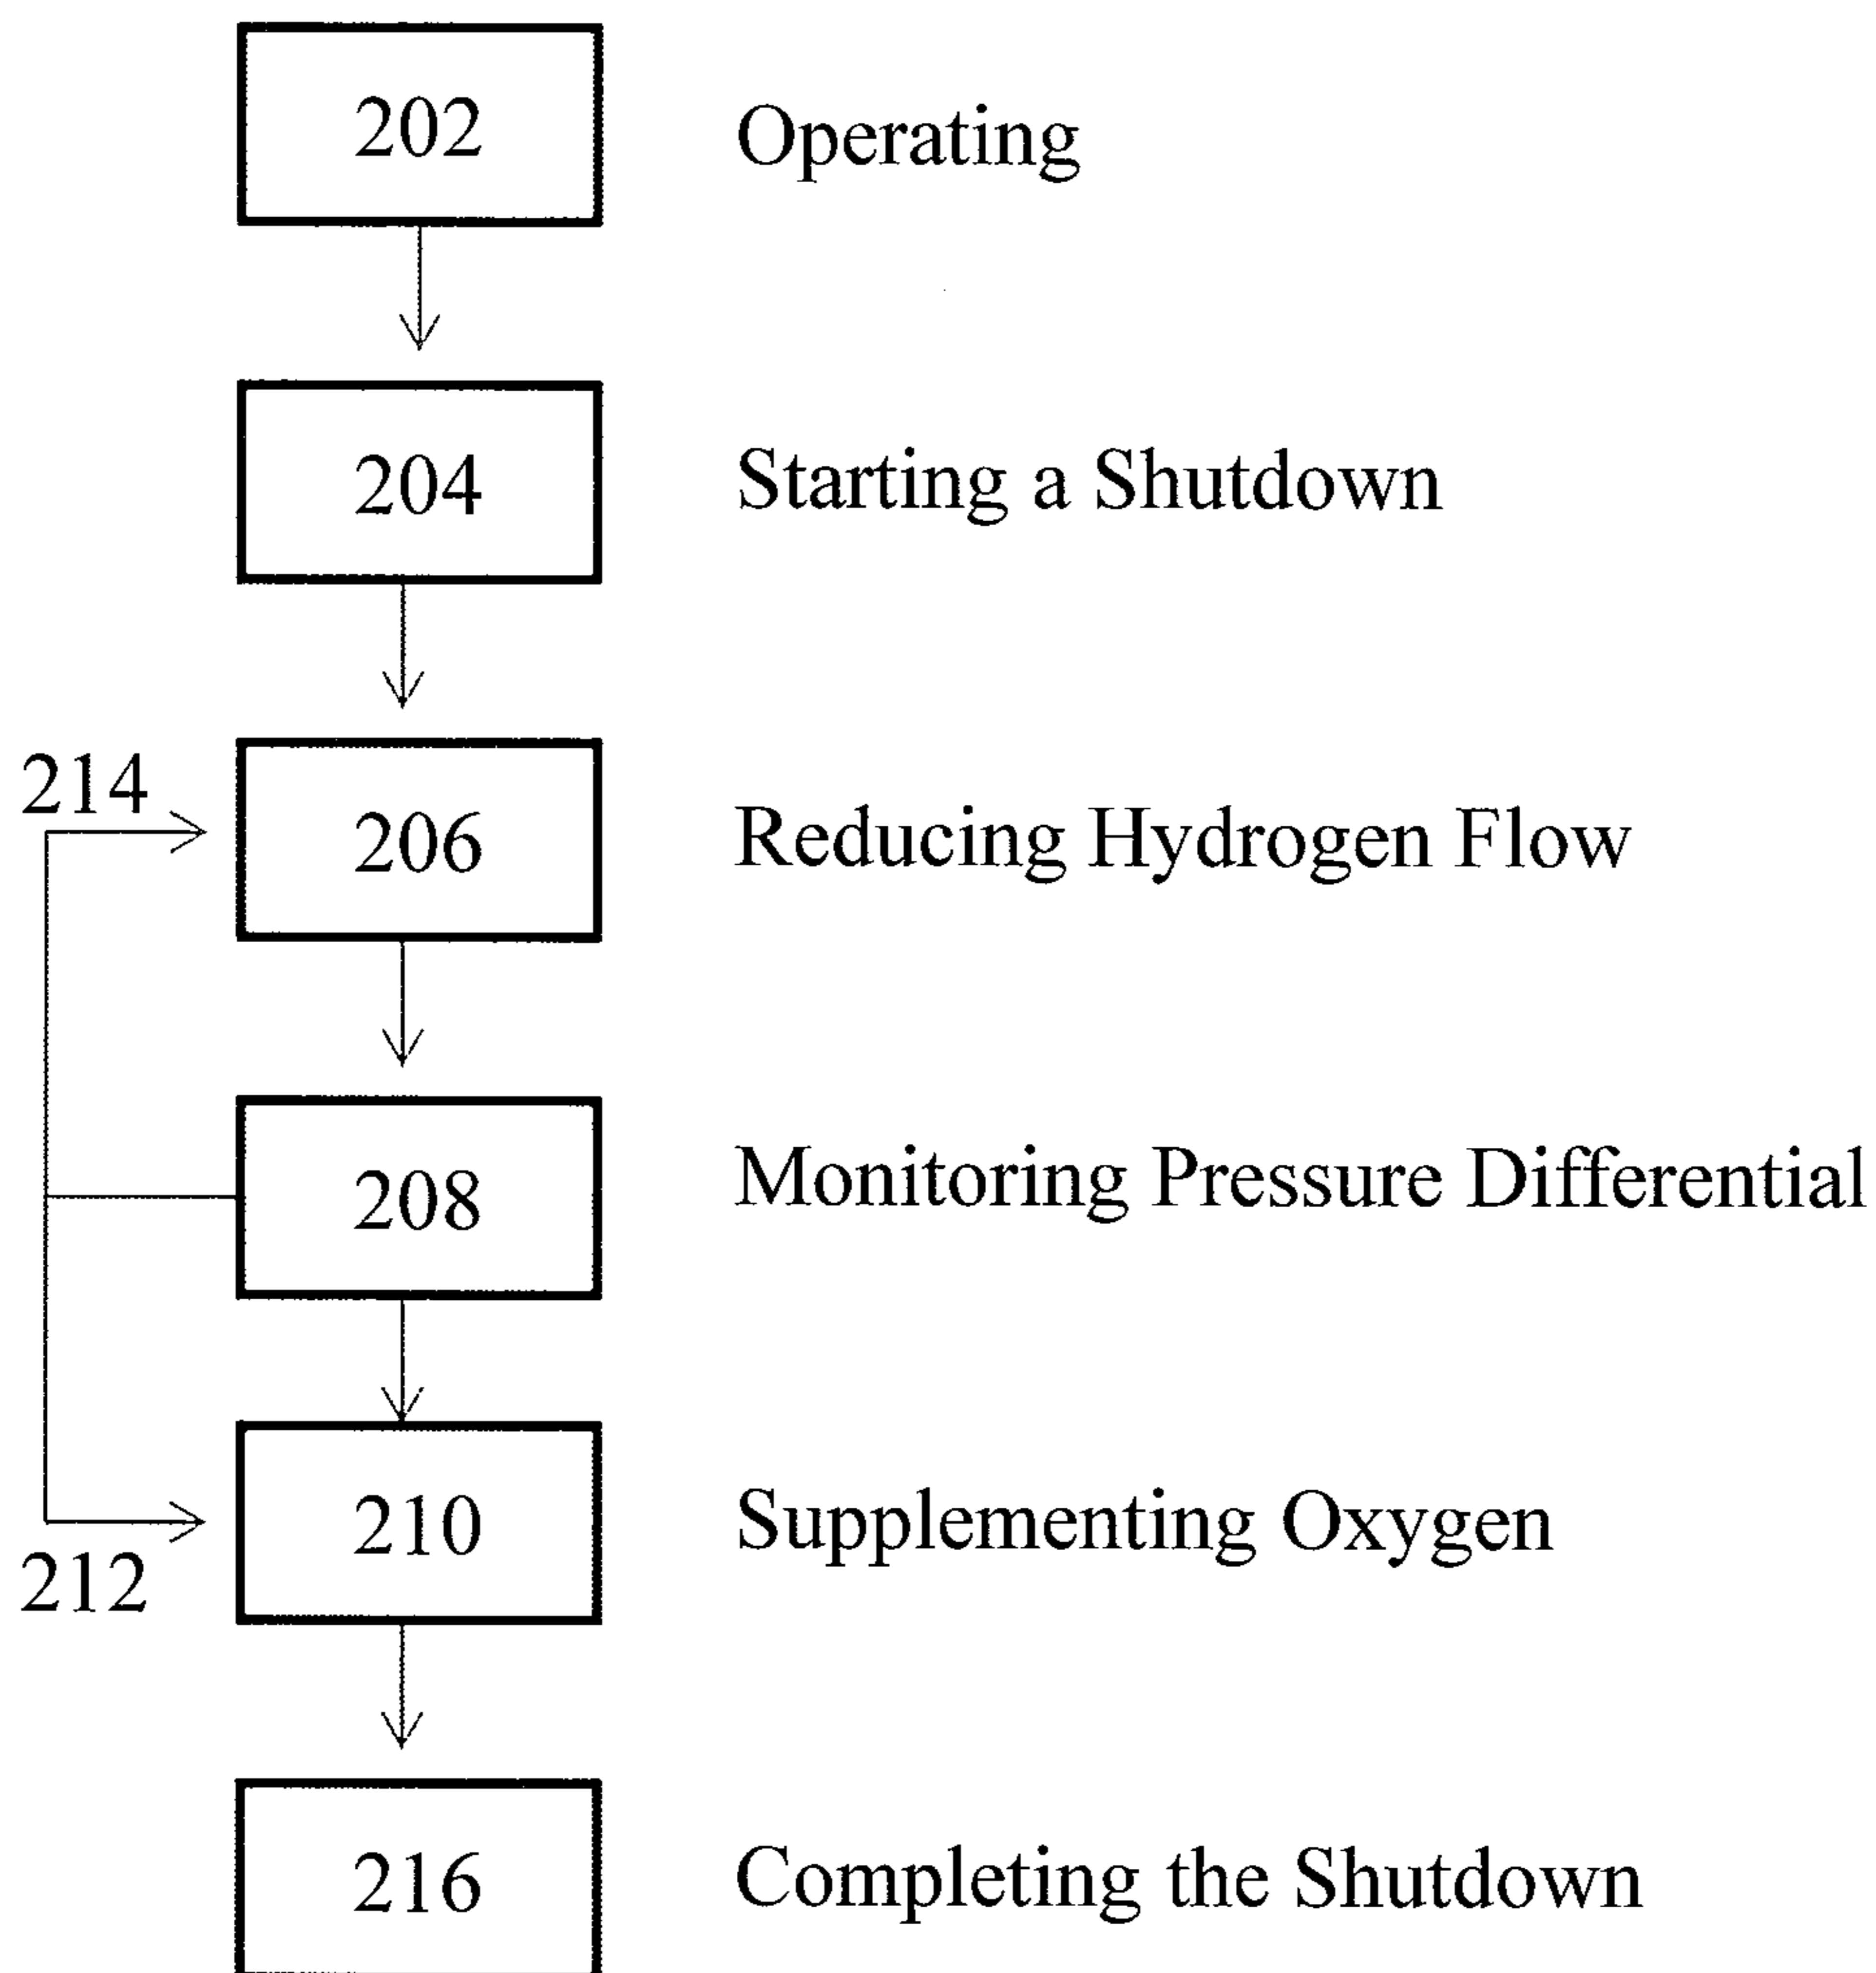 202 Operating
204 Starting a Shutdown
214
206 Reducing Hydrogen Flow
208 Monitoring Pressure Differential
210 Supplementing Oxygen
212
216 Completing the Shutdown